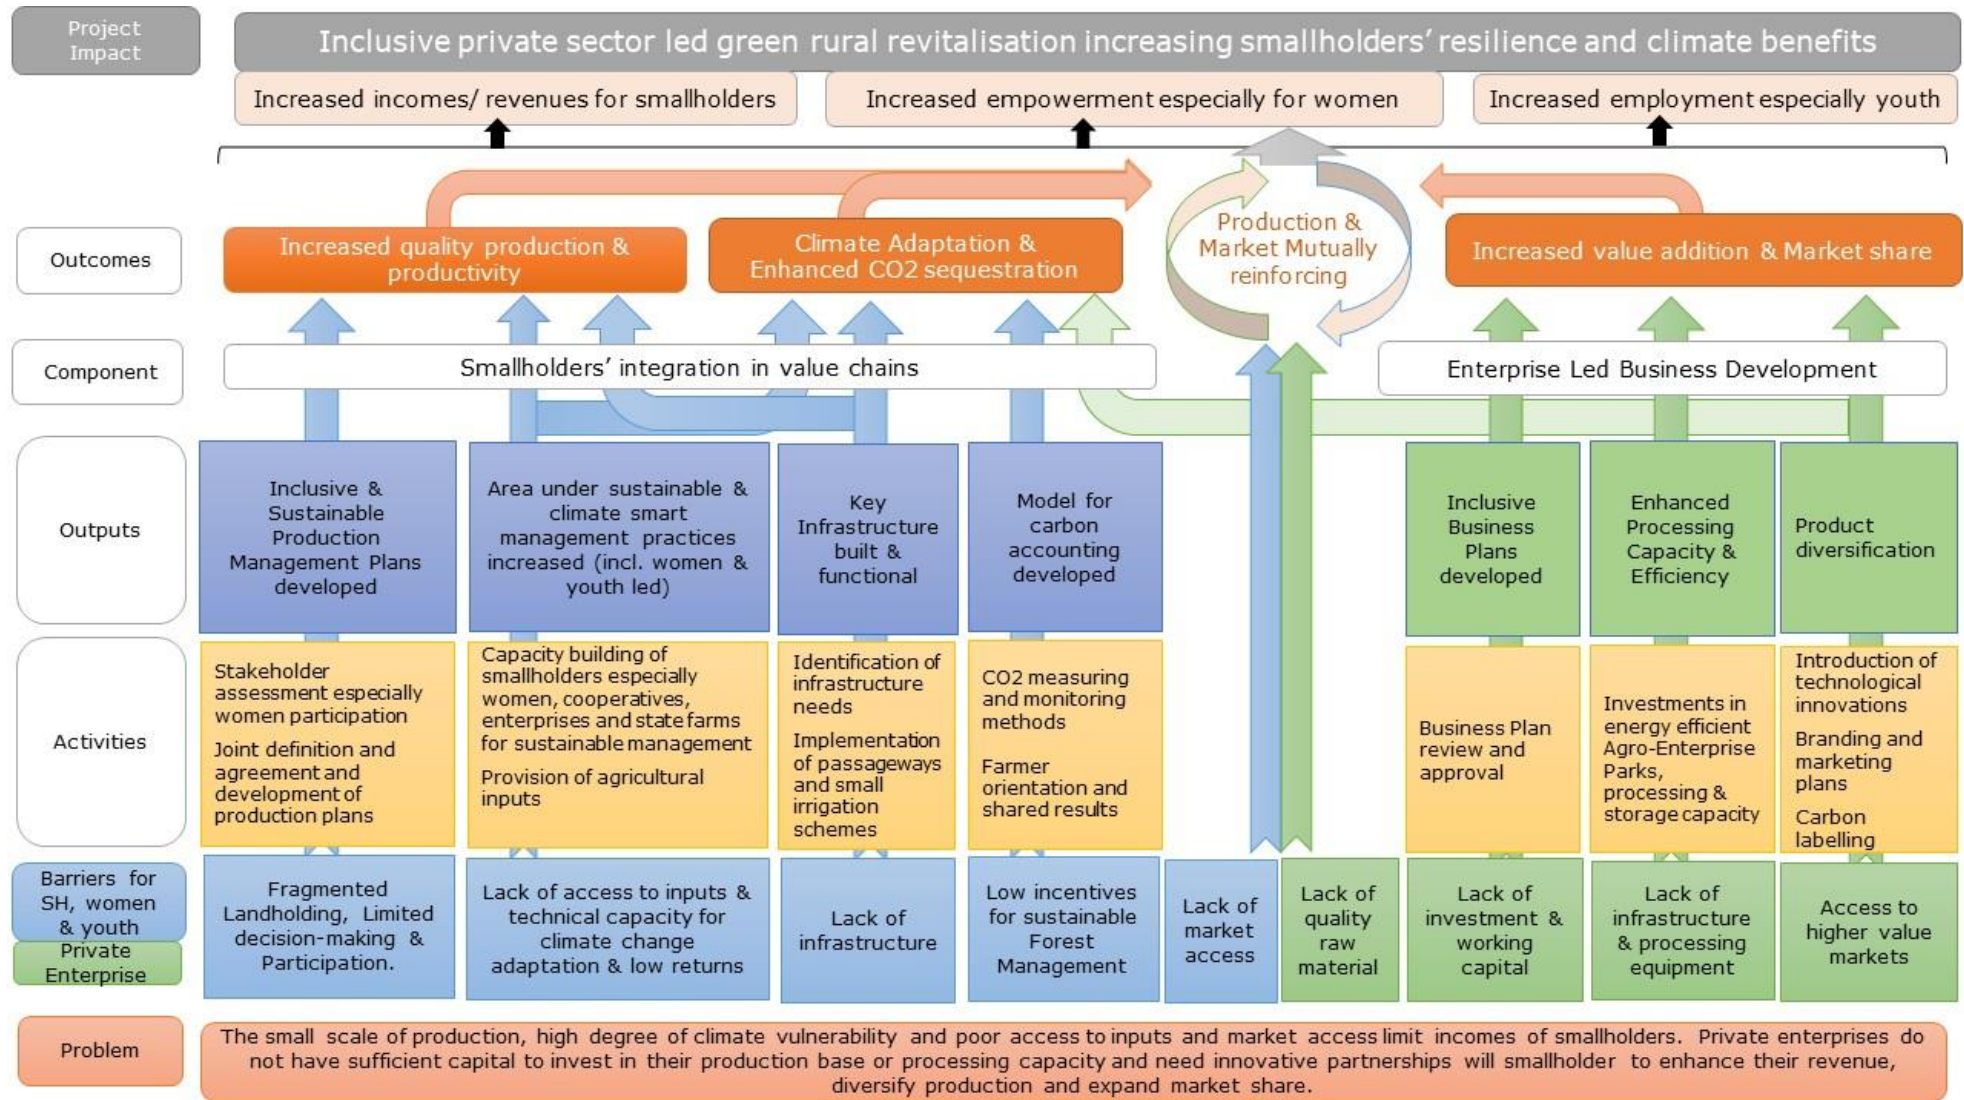 Project
Impact
Inclusive private sector led green rural revitalisation increasing smallholders’ resilience and climate benefits
Increased incomes/ revenues for smallholders
Increased empowerment especially for women
Increased employment especially youth
Outcomes
Increased quality production &
productivity
Climate Adaptation &
Enhanced CO2 sequestration
Production &
Market Mutually
reinforcing
Increased value addition & Market share
Component
Smallholders’ integration in value chains
Enterprise Led Business Development
Outputs
Inclusive &
Sustainable
Production
Management Plans
developed
Area under sustainable &
climate smart
management practices
increased (incl. women &
youth led)
Key
Infrastructure
built &
functional
Model for
carbon
accounting
developed
Inclusive
Business
Plans
developed
Enhanced
Processing
Capacity &
Efficiency
Product
diversification
Activities
Stakeholder
assessment especially
women participation
Joint definition and
agreement and
development of
production plans
Capacity building of
smallholders especially
women, cooperatives,
enterprises and state farms
for sustainable management
Provision of agricultural
inputs
Identification of
infrastructure
needs
Implementation
of passageways
and small
irrigation
schemes
CO2 measuring
and monitoring
methods
Farmer
orientation and
shared results
Business Plan
review and
approval
Investments in
energy efficient
Agro-Enterprise
Parks,
processing &
storage capacity
Introduction of
technological
innovations
Branding and
marketing
plans
Carbon
labelling
Barriers for
SH, women
& youth
Private
Enterprise
Fragmented
Landholding, Limited
decision-making &
Participation.
Lack of access to inputs &
technical capacity for
climate change
adaptation & low returns
Lack of
infrastructure
Low incentives
for sustainable
Forest
Management
Lack of
market
access
Lack of
quality
raw
material
Lack of
investment &
working
capital
Lack of
infrastructure
& processing
equipment
Access to
higher value
markets
Problem
The small scale of production, high degree of climate vulnerability and poor access to inputs and market access limit incomes of smallholders. Private enterprises do
not have sufficient capital to invest in their production base or processing capacity and need innovative partnerships will smallholder to enhance their revenue,
diversify production and expand market share.